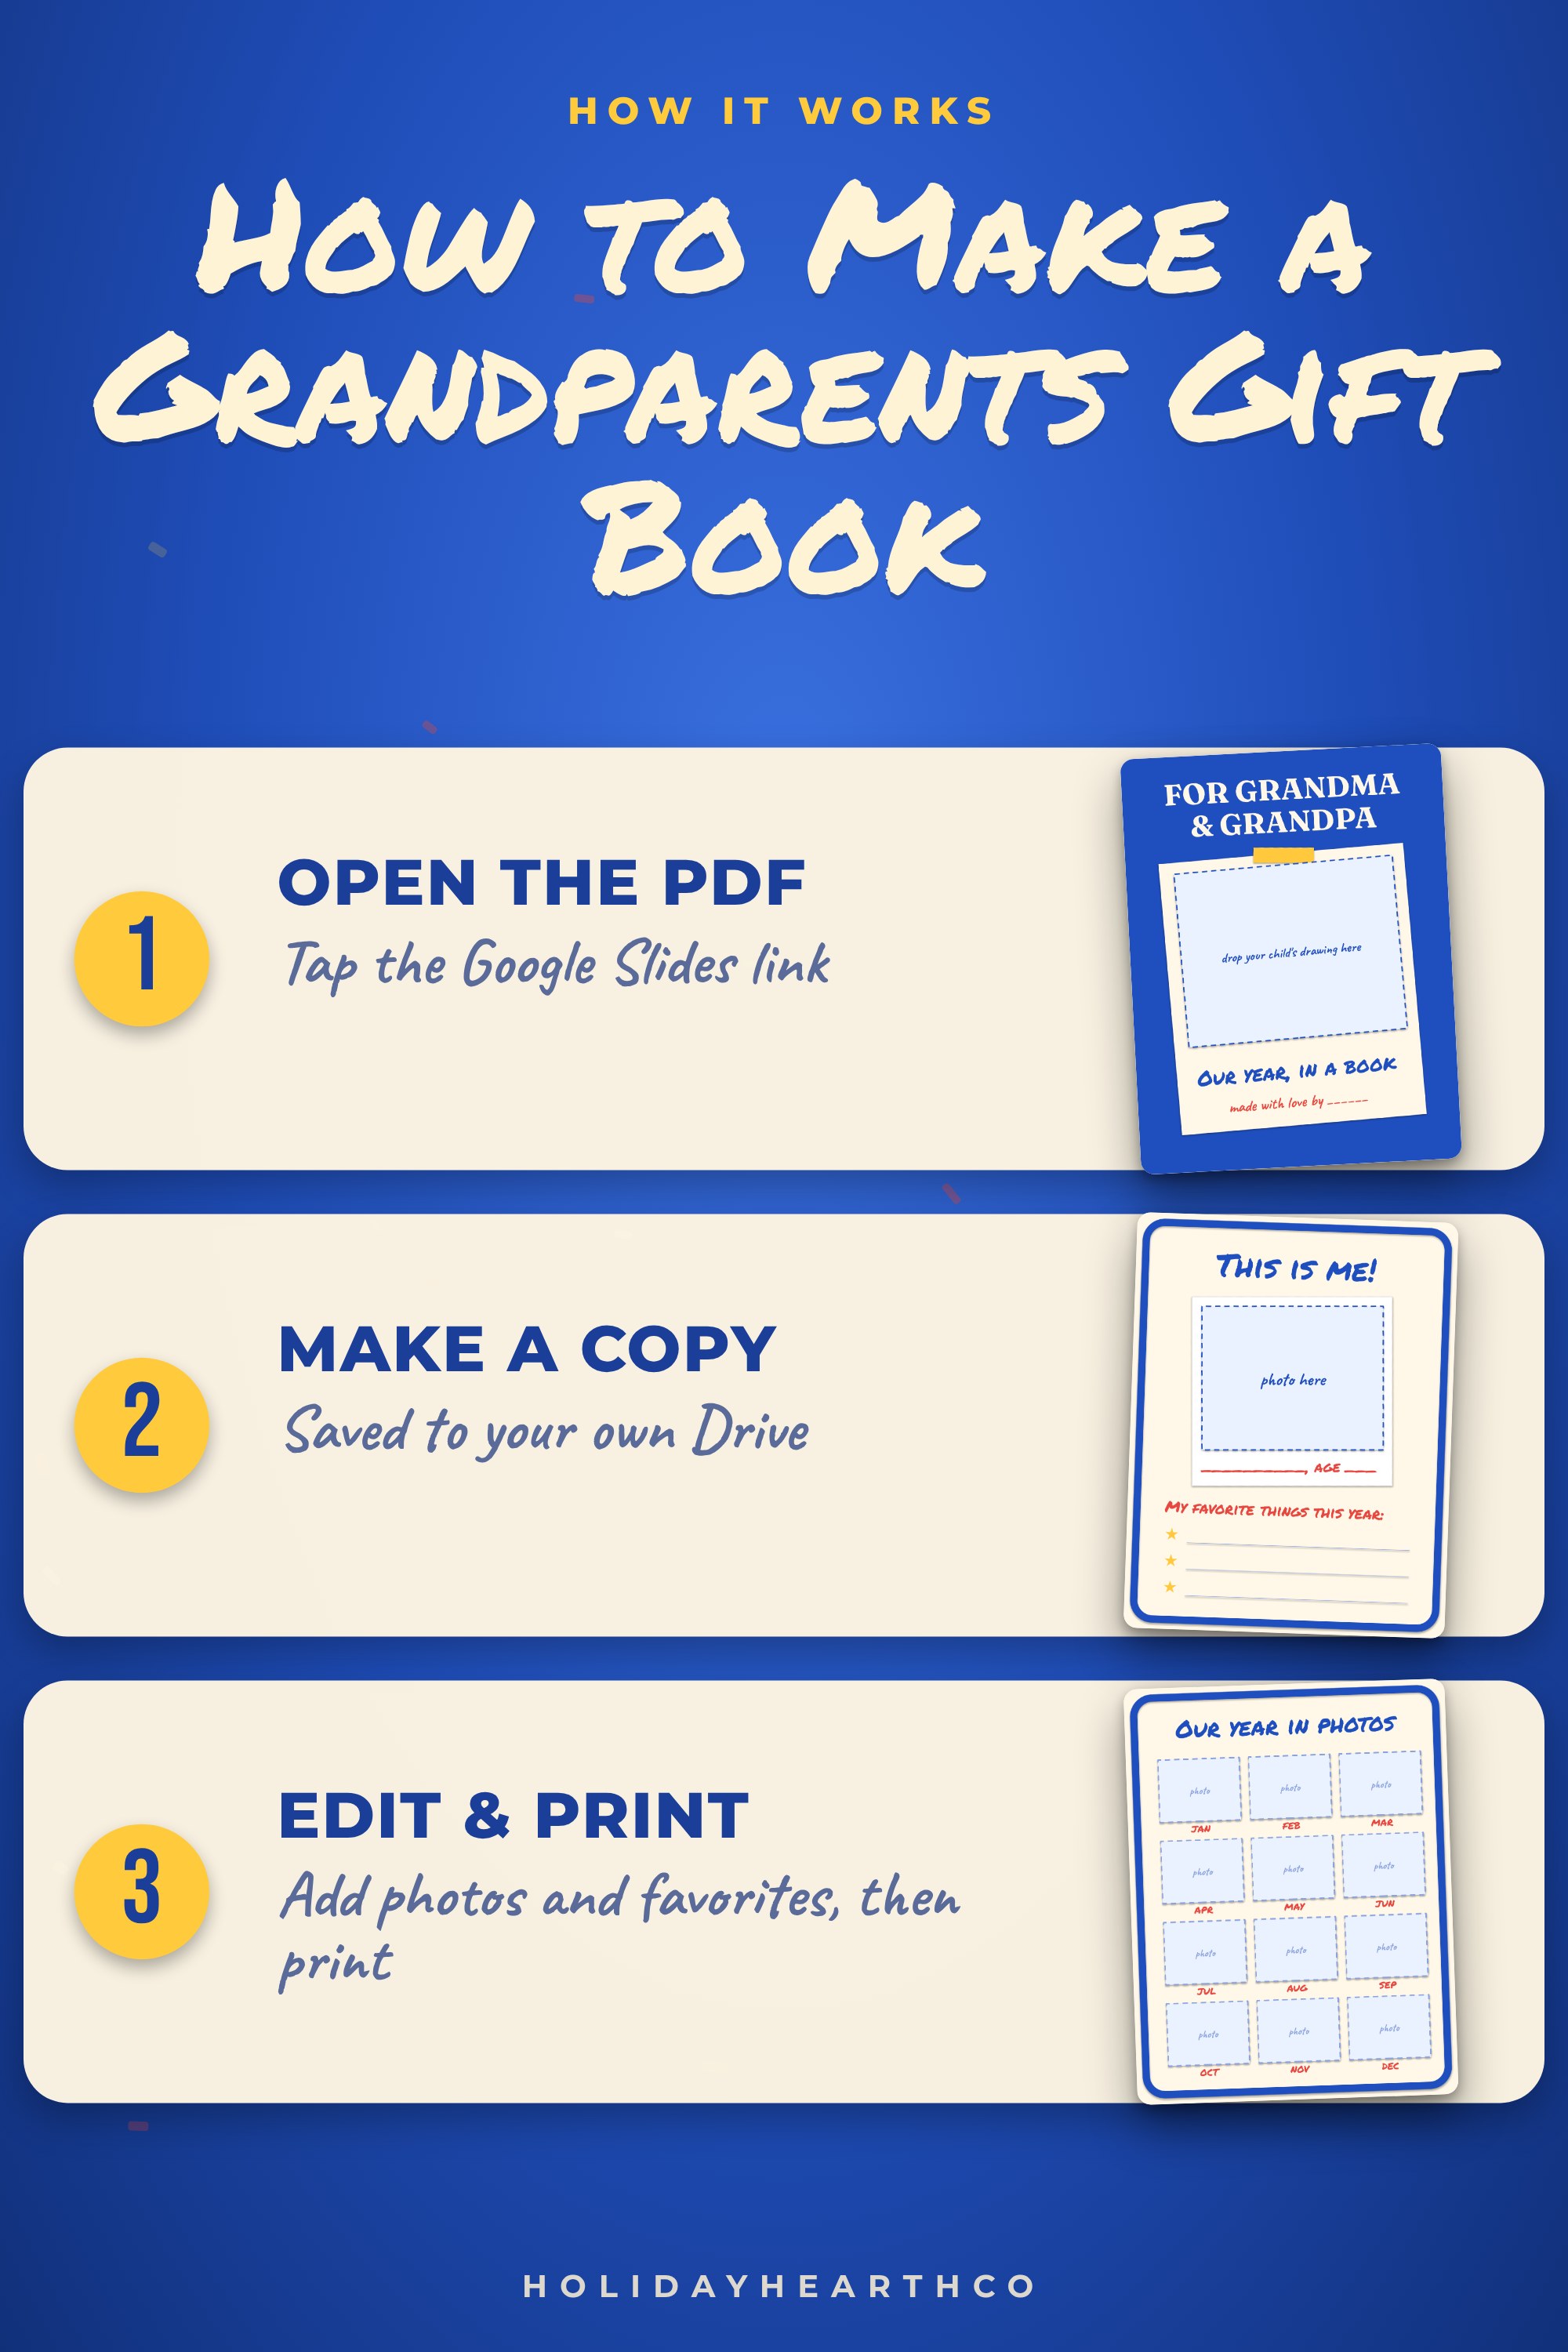 HOW IT WORKS
HOW TO MAKE A
GRANDPARENTS GIFT
BOOK
1
OPEN THE PDF
Tap the Google Slides link
FOR GRANDMA
& GRANDPA
drop your child's drawing here
OUR YEAR, IN A BOOK
made with love by ______
2
MAKE A COPY
Saved to your own Drive
THIS IS ME!
photo here
____________, AGE ____
MY FAVORITE THINGS THIS YEAR:
3
EDIT & PRINT
Add photos and favorites, then
print
OUR YEAR IN PHOTOS
photo photo photo
JAN FEB MAR
photo photo photo
APR MAY JUN
photo photo photo
JUL AUG SEP
photo photo photo
OCT NOV DEC
HOLIDAYHEARTHCO